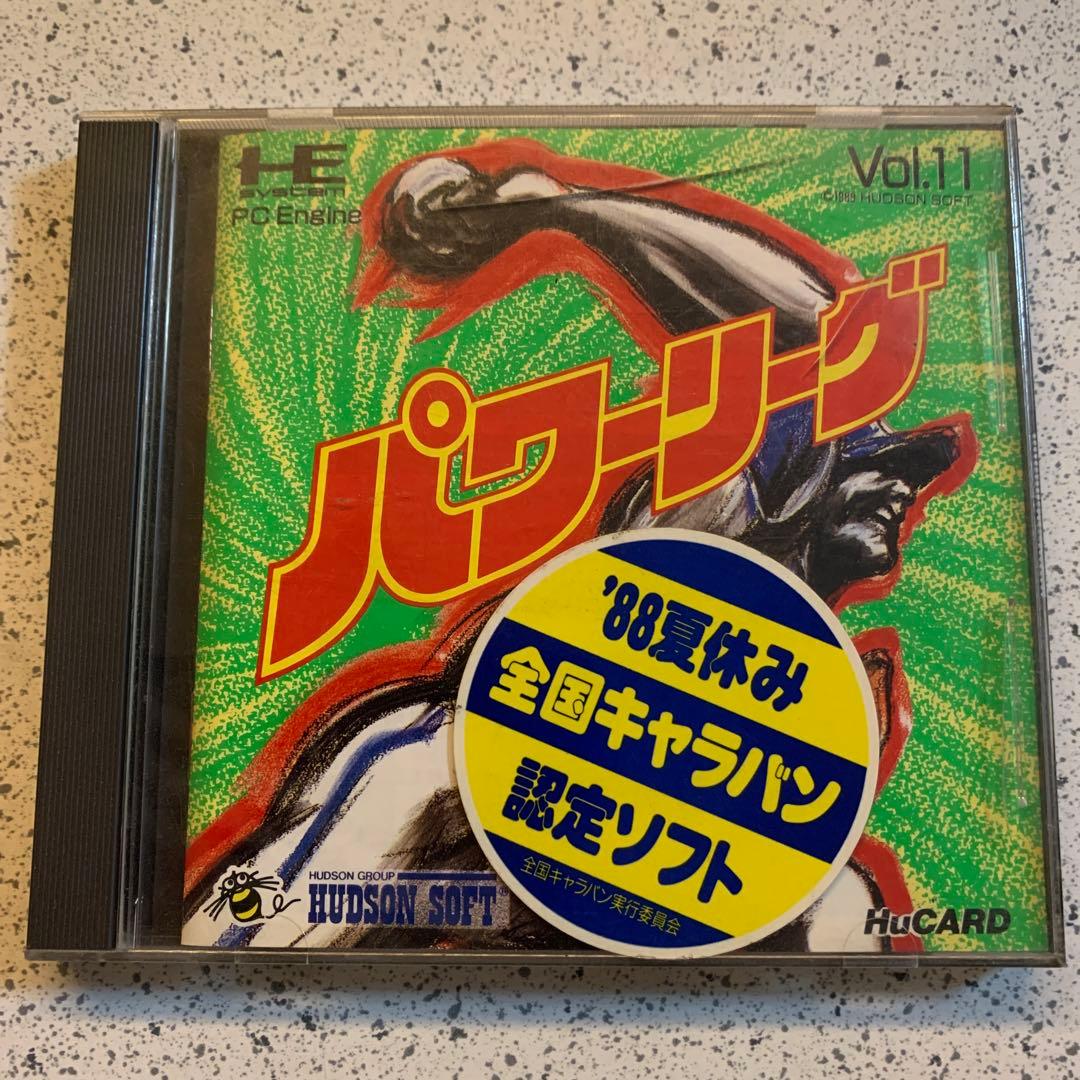 HE
SYSTEM
PC Engine
Vol.11
©1988 HUDSON SOFT
パワーリーグ
'88夏休み
全国キャラバン
認定ソフト
全国キャラバン実行委員会
HUDSON GROUP
HUDSON SOFT
HuCARD